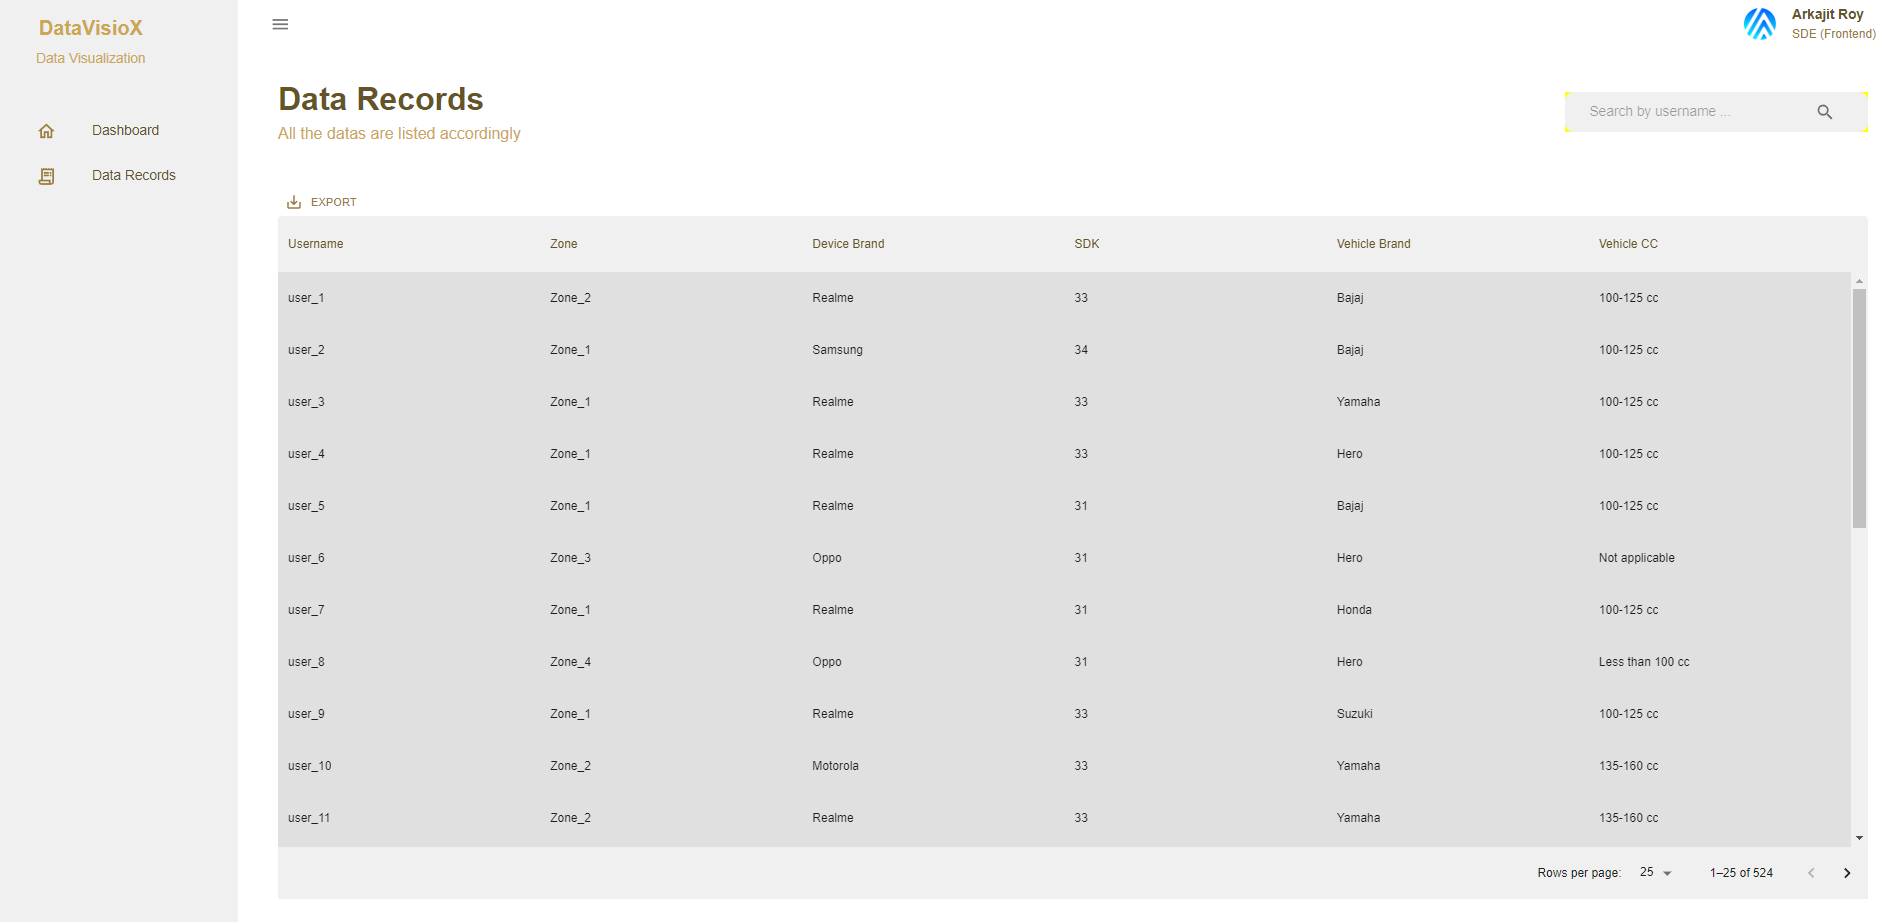 DataVisioX
Data Visualization
Dashboard
Data Records
Arkajit Roy
SDE (Frontend)
Data Records
All the datas are listed accordingly
Search by username ...
EXPORT
Username Zone Device Brand SDK Vehicle Brand Vehicle CC
user_1 Zone_2 Realme 33 Bajaj 100-125 cc
user_2 Zone_1 Samsung 34 Bajaj 100-125 cc
user_3 Zone_1 Realme 33 Yamaha 100-125 cc
user_4 Zone_1 Realme 33 Hero 100-125 cc
user_5 Zone_1 Realme 31 Bajaj 100-125 cc
user_6 Zone_3 Oppo 31 Hero Not applicable
user_7 Zone_1 Realme 31 Honda 100-125 cc
user_8 Zone_4 Oppo 31 Hero Less than 100 cc
user_9 Zone_1 Realme 33 Suzuki 100-125 cc
user_10 Zone_2 Motorola 33 Yamaha 135-160 cc
user_11 Zone_2 Realme 33 Yamaha 135-160 cc
Rows per page: 25 1–25 of 524